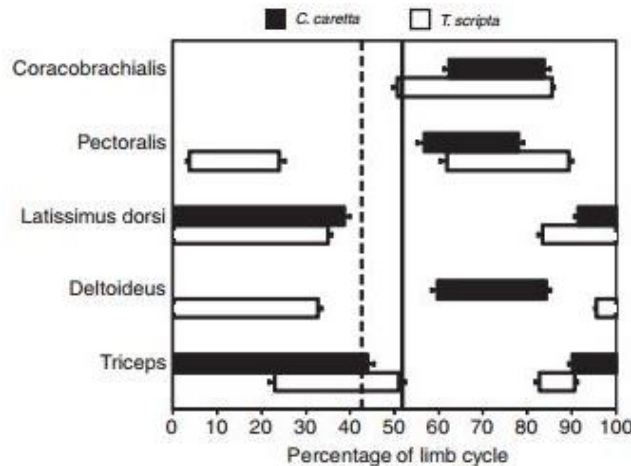 C. caretta T. scripta
Coracobrachialis
Pectoralis
Latissimus dorsi
Deltoideus
Triceps
0 10 20 30 40 50 60 70 80 90 100
Percentage of limb cycle